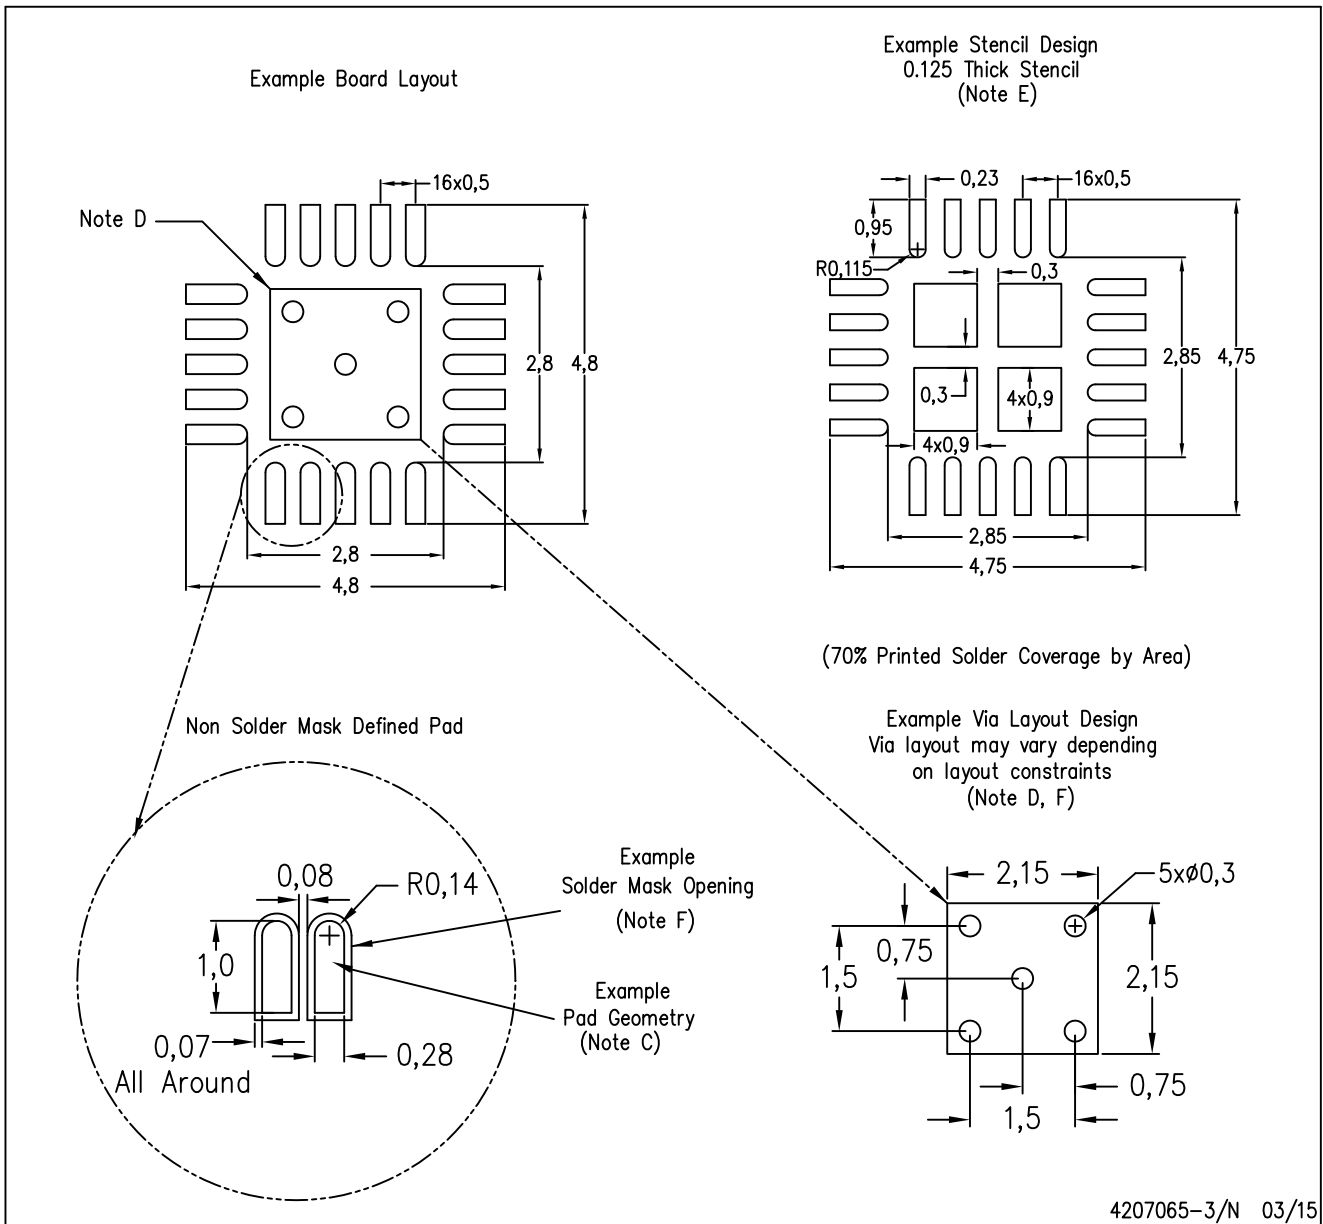 Example Board Layout
16x0,5
Note D
2,8
4,8
2,8
4,8
Example Stencil Design
0.125 Thick Stencil
(Note E)
0,23
16x0,5
0,95
R0,115
0,3
2,85
4,75
0,3
4x0,9
4x0,9
2,85
4,75
(70% Printed Solder Coverage by Area)
Non Solder Mask Defined Pad
0,08
R0,14
1,0
0,07
All Around
0,28
Example
Solder Mask Opening
(Note F)
Example
Pad Geometry
(Note C)
Example Via Layout Design
Via layout may vary depending
on layout constraints
(Note D, F)
2,15
5xø0,3
0,75
1,5
2,15
0,75
1,5
4207065-3/N 03/15